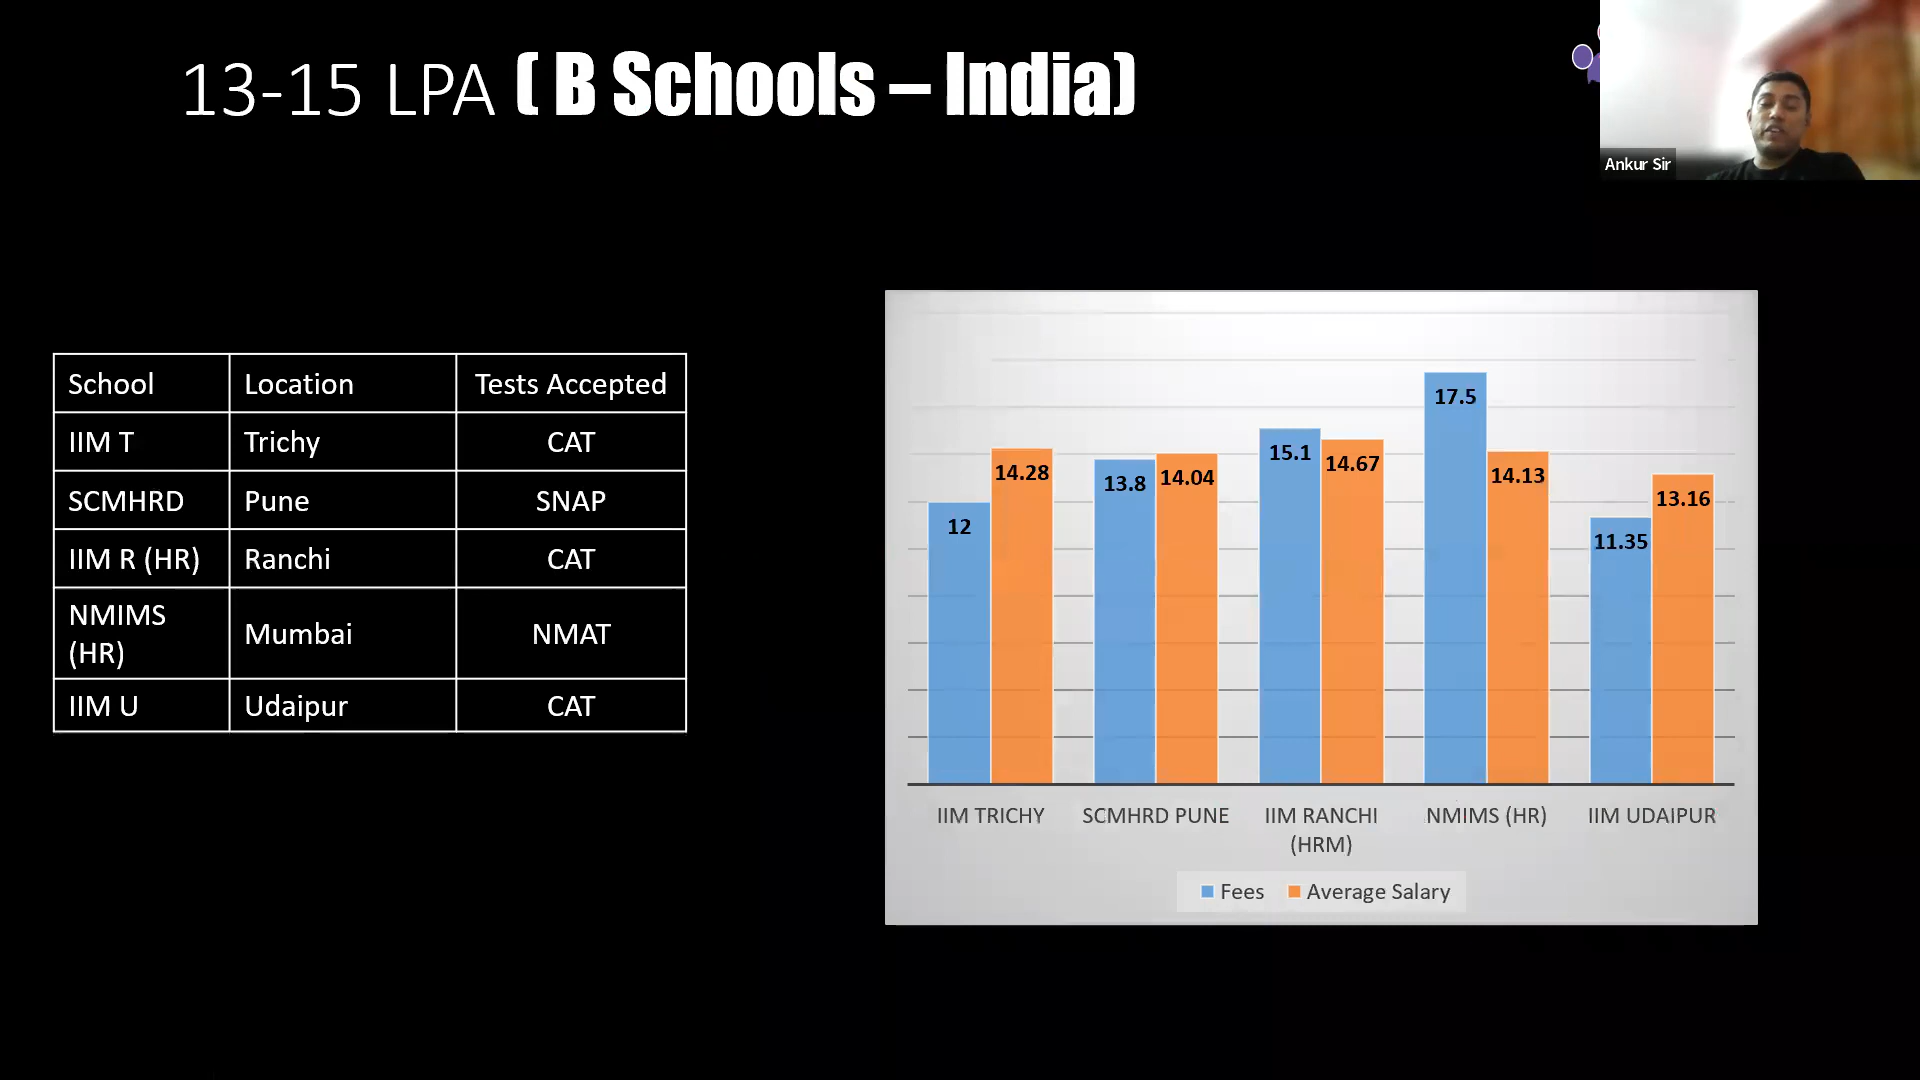 13-15 LPA ( B Schools – India)
Ankur Sir
School Location Tests Accepted
IIM T Trichy CAT
SCMHRD Pune SNAP
IIM R (HR) Ranchi CAT
NMIMS
(HR) Mumbai NMAT
IIM U Udaipur CAT
12 14.28 13.8 14.04 15.1 14.67 17.5 14.13 11.35 13.16
IIM TRICHY SCMHRD PUNE IIM RANCHI NMIMS (HR) IIM UDAIPUR
(HRM)
Fees Average Salary